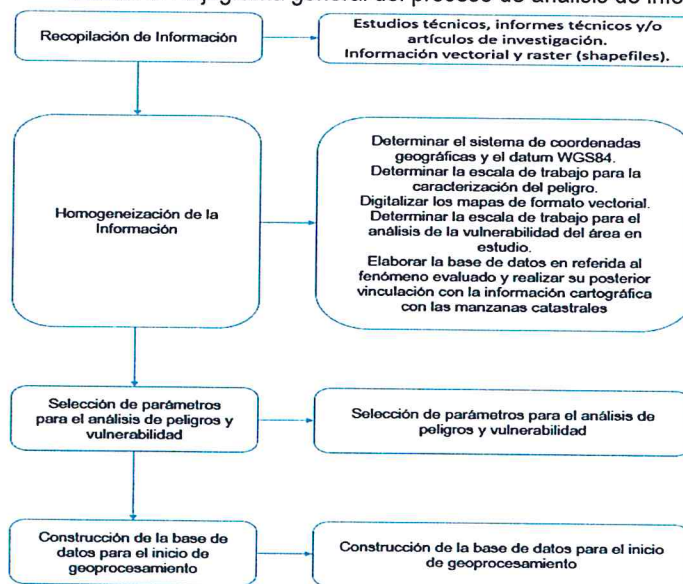 general del proceso de análisis de
Recopilación de Información
Estudios técnicos, informes técnicos y/o
artículos de investigación.
Información vectorial y raster (shapefiles).
Homogeneización de la
Información
Determinar el sistema de coordenadas
geográficas y el datum WGS84.
Determinar la escala de trabajo para la
caracterización del peligro.
Digitalizar los mapas de formato vectorial.
Determinar la escala de trabajo para el
análisis de la vulnerabilidad del área en
estudio.
Elaborar la base de datos en referida al
fenómeno evaluado y realizar su posterior
vinculación con la información cartográfica
con las manzanas catastrales
Selección de parámetros
para el análisis de peligros y
vulnerabilidad
Selección de parámetros para el análisis de
peligros y vulnerabilidad
Construcción de la base de
datos para el inicio de
geoprocesamiento
Construcción de la base de datos para el inicio
de geoprocesamiento